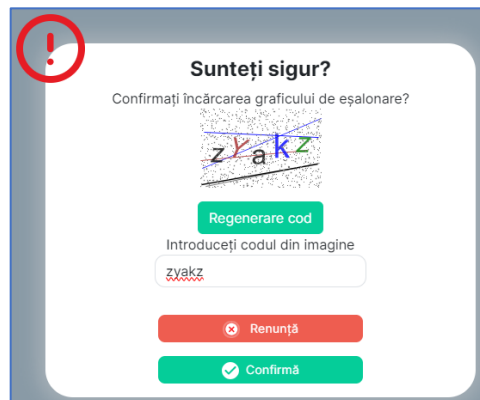 Sunteți sigur?
Confirmați încărcarea graficului de eșalonare?
zYakz
Regenerare cod
Introduceți codul din imagine
zyakz
Renunță
Confirmă